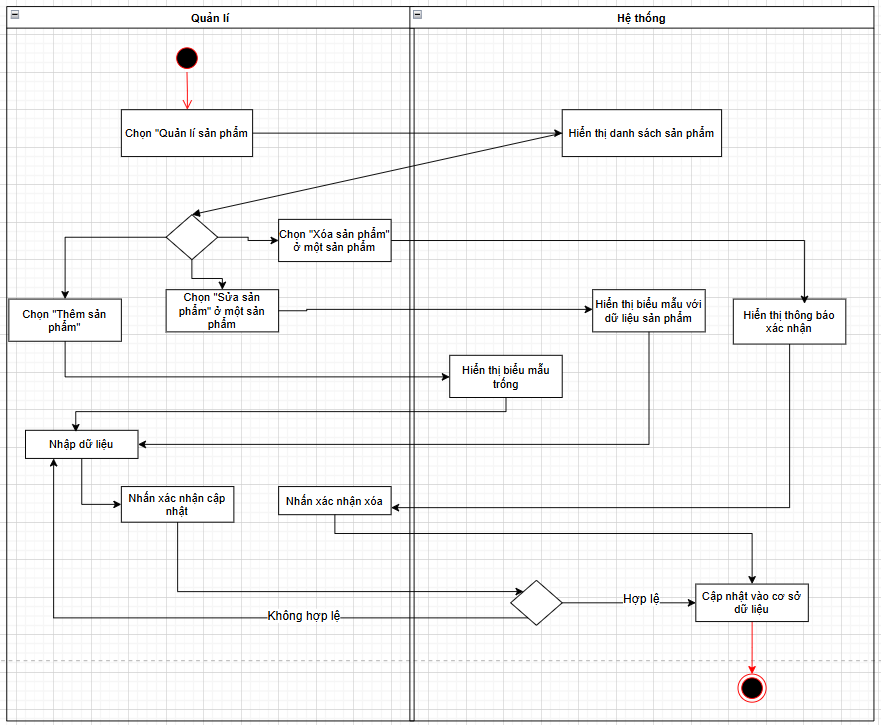 Quản lí
Hệ thống
Chọn "Quản lí sản phẩm
Hiển thị danh sách sản phẩm
Chọn "Xóa sản phẩm"
ở một sản phẩm
Chọn "Sửa sản
phẩm" ở một sản
phẩm
Chọn "Thêm sản
phẩm"
Hiển thị biểu mẫu với
dữ liệu sản phẩm
Hiển thị thông báo
xác nhận
Hiển thị biểu mẫu
trống
Nhập dữ liệu
Nhấn xác nhận cập
nhật
Nhấn xác nhận xóa
Hợp lệ
Cập nhật vào cơ sở
dữ liệu
Không hợp lệ